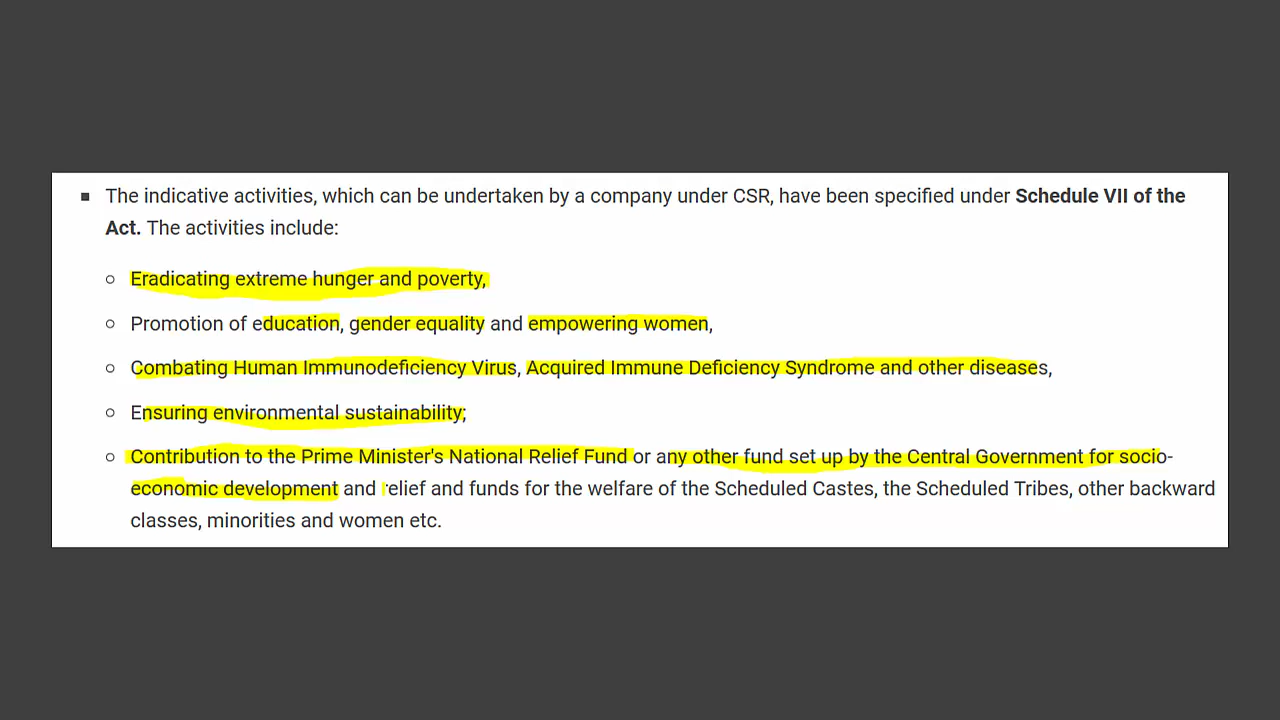 The indicative activities, which can be undertaken by a company under CSR, have been specified under Schedule VII of the
Act. The activities include:
Eradicating extreme hunger and poverty,
Promotion of education, gender equality and empowering women,
Combating Human Immunodeficiency Virus, Acquired Immune Deficiency Syndrome and other diseases,
Ensuring environmental sustainability;
Contribution to the Prime Minister's National Relief Fund or any other fund set up by the Central Government for socio-
economic development and relief and funds for the welfare of the Scheduled Castes, the Scheduled Tribes, other backward
classes, minorities and women etc.